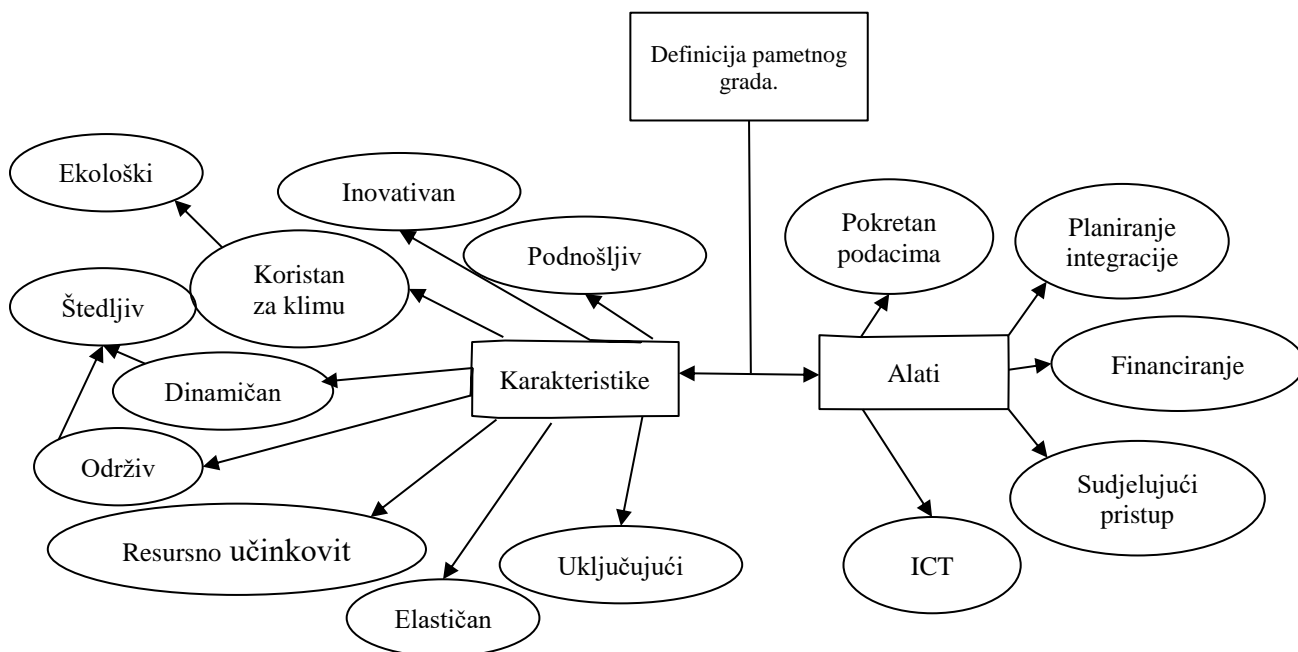 Definicija pametnog
grada.
Ekološki
Inovativan
Podnošljiv
Koristan
za klimu
Štedljiv
Dinamičan
Održiv
Karakteristike
Resursno učinkovit
Elastičan
Uključujući
Pokretan
podacima
Planiranje
integracije
Alati
Financiranje
Sudjelujući
pristup
ICT